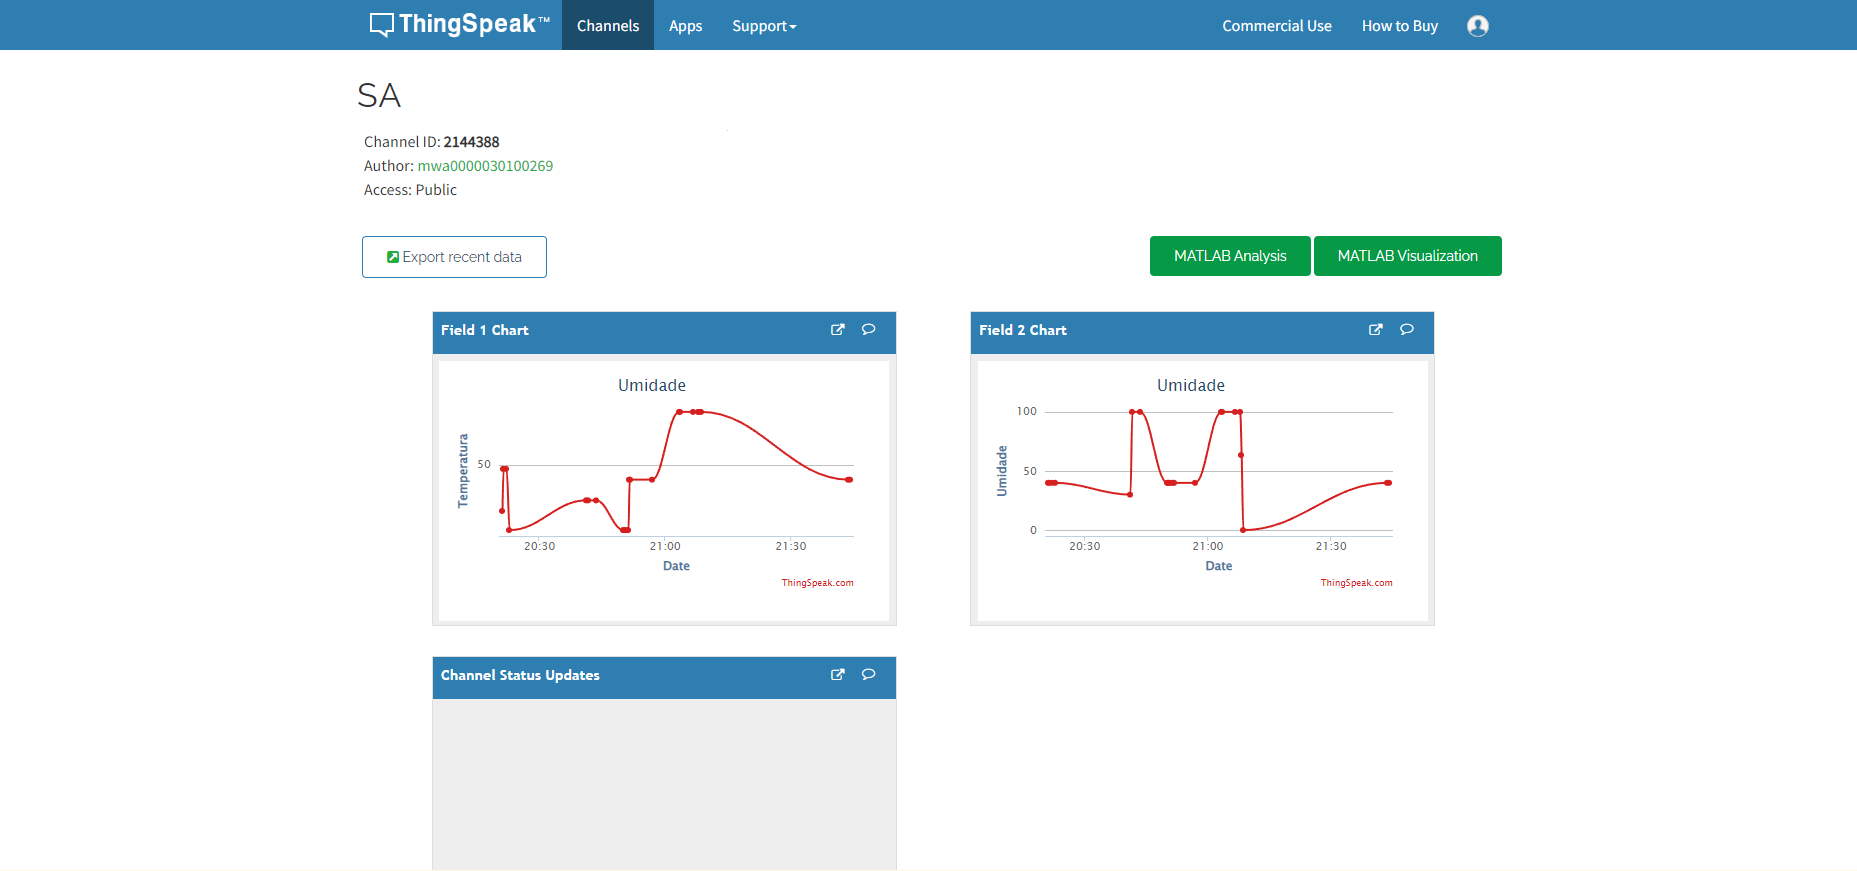 ThingSpeak™ Channels Apps Support Commercial Use How to Buy
SA
Channel ID: 2144388
Author: mwa0000030100269
Access: Public
Export recent data
MATLAB Analysis MATLAB Visualization
Field 1 Chart
Umidade
Temperatura
50
20:30 21:00 21:30
Date
ThingSpeak.com
Field 2 Chart
Umidade
Umidade
100
50
0
20:30 21:00 21:30
Date
ThingSpeak.com
Channel Status Updates